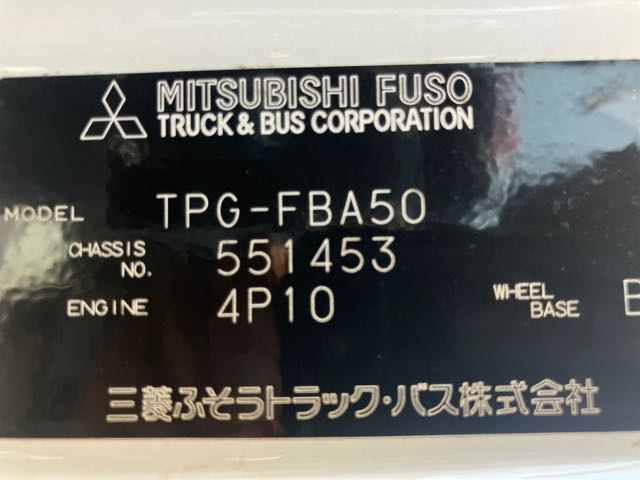 MITSUBISHI FUSO
TRUCK & BUS CORPORATION
MODEL TPG-FBA50
CHASSIS NO. 551453
ENGINE 4P10 WHEEL BASE B
三菱ふそうトラック・バス株式会社